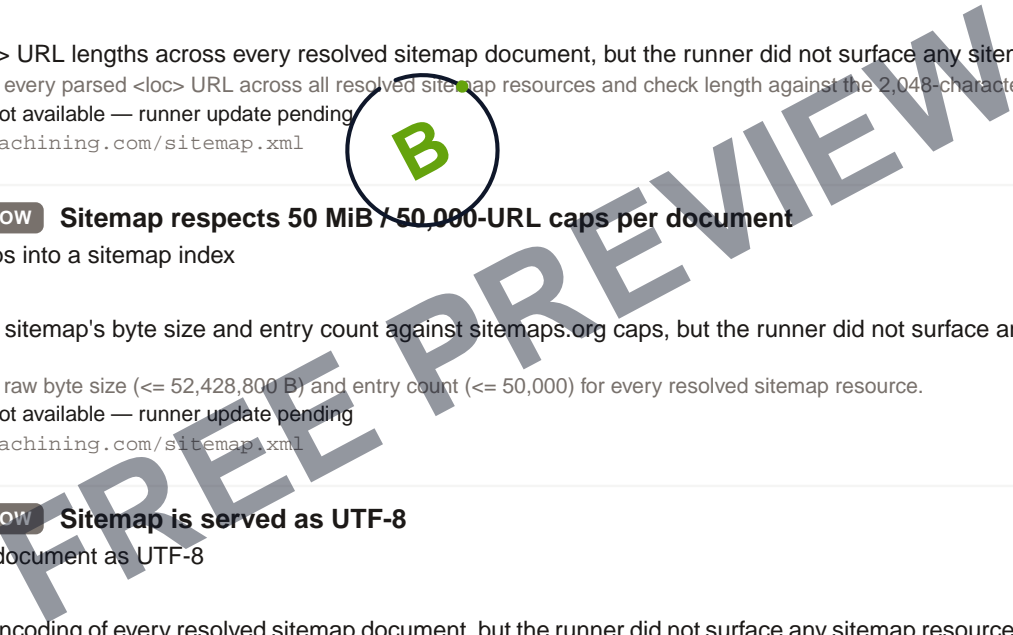 > URL lengths across every resolved sitemap document, but the runner did not surface any
every parsed <loc> URL across all resolved sitemap resources and check length against the 2,048-
ot available — runner update pending
achining.com/sitemap.xml
B
OW Sitemap respects 50 MiB / 50,000-URL caps per document
os into a sitemap index
sitemap's byte size and entry count against sitemaps.org caps, but the runner did not surface
raw byte size (<= 52,428,800 B) and entry count (<= 50,000) for every resolved sitemap resource.
ot available — runner update pending
achining.com/sitemap.xml
FREE PREVIEW
OW Sitemap is served as UTF-8
document as UTF-8
ncoding of every resolved sitemap document, but the runner did not surface any sitemap resource